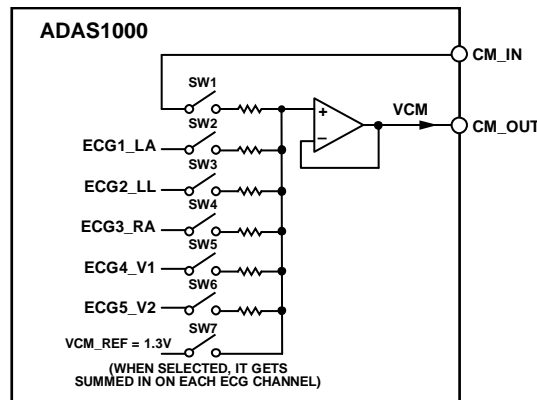 ADAS1000
CM_IN
SW1
+
VCM
CM_OUT
SW2
ECG1_LA
–
SW3
ECG2_LL
SW4
ECG3_RA
SW5
ECG4_V1
SW6
ECG5_V2
SW7
VCM_REF = 1.3V
(WHEN SELECTED, IT GETS
SUMMED IN ON EACH ECG CHANNEL)